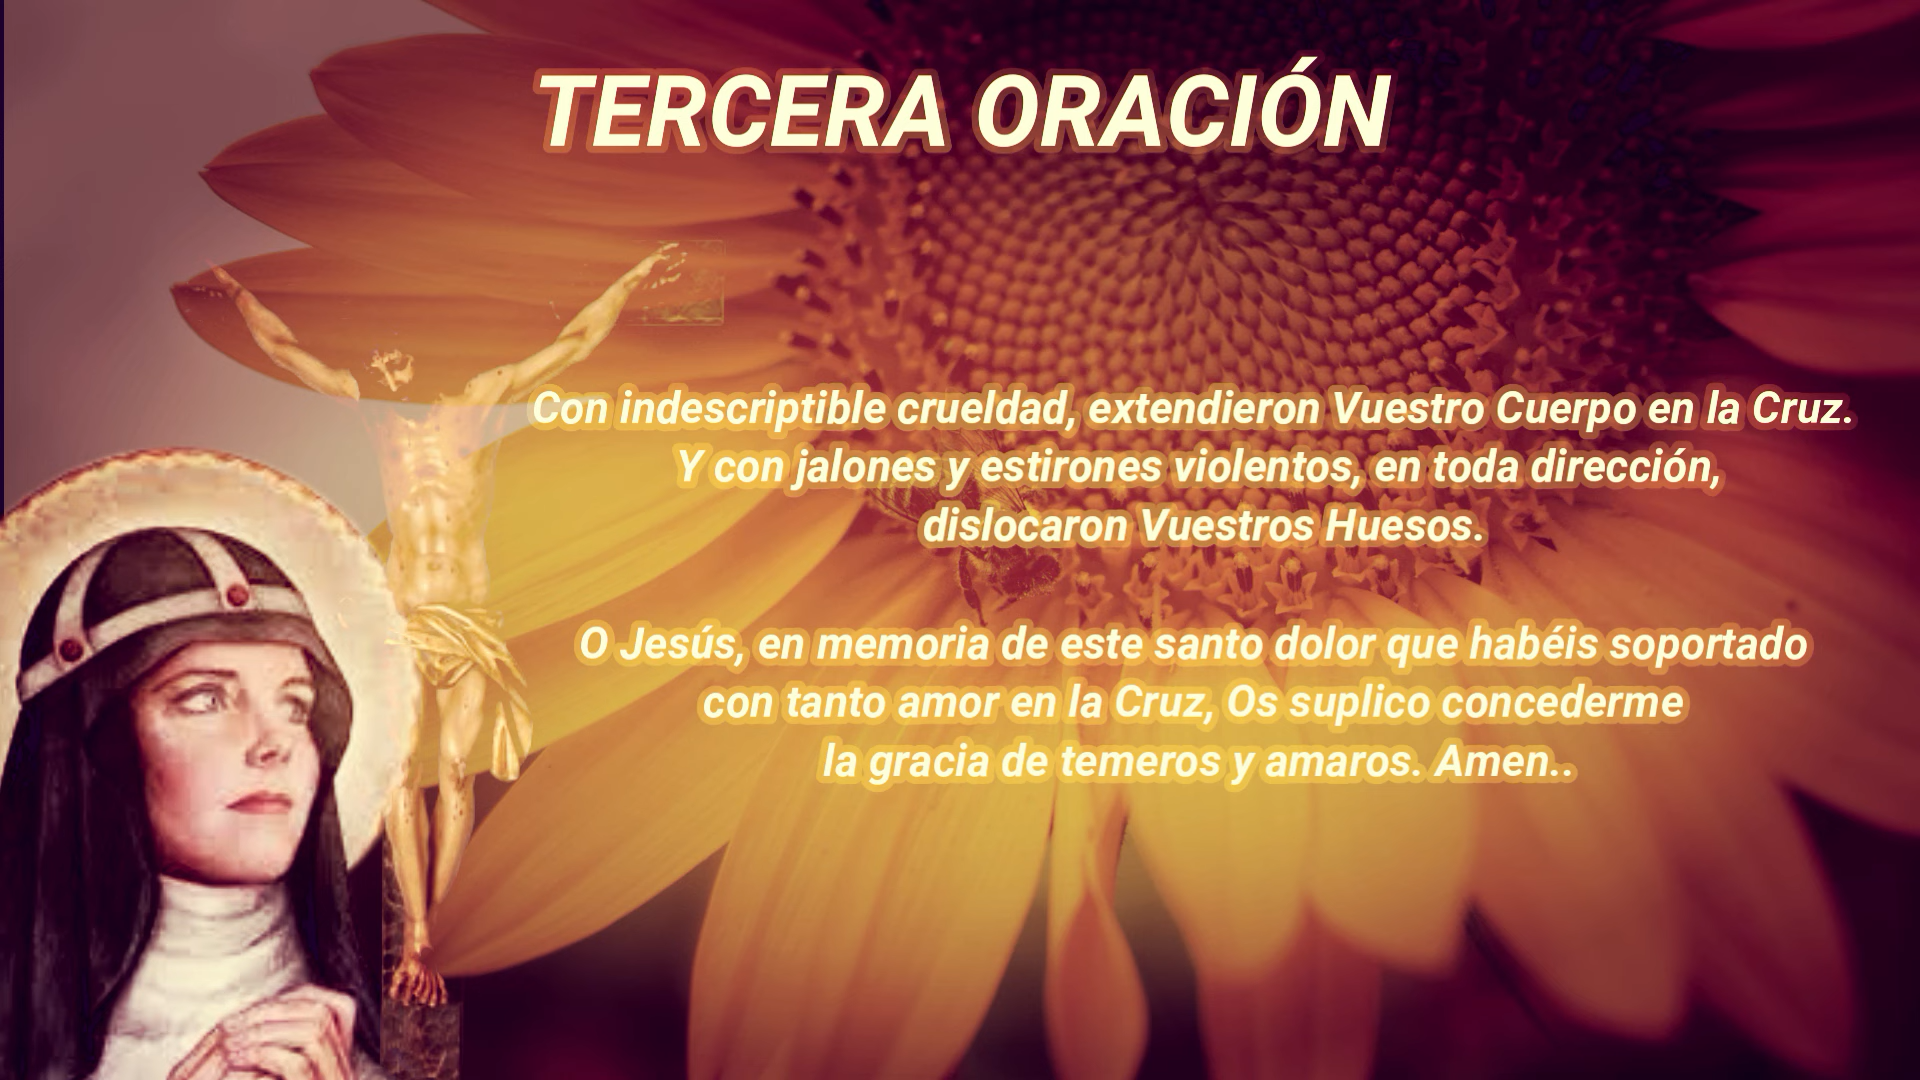 TERCERA ORACIÓN
Con indescriptible crueldad, extendieron Vuestro Cuerpo en la Cruz.
Y con jalones y estirones violentos, en toda dirección,
dislocaron Vuestros Huesos.
O Jesús, en memoria de este santo dolor que habéis soportado
con tanto amor en la Cruz, Os suplico concederme
la gracia de temeros y amaros. Amen..